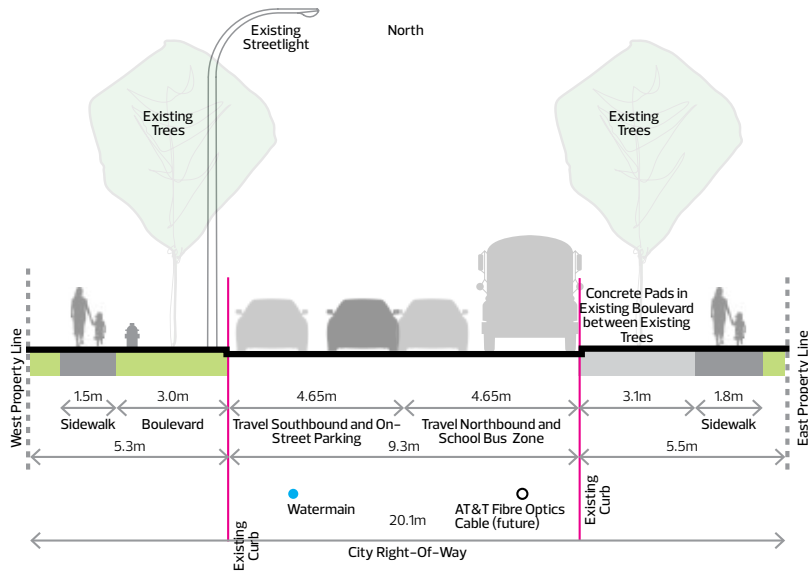 Existing
Streetlight
North
Existing
Trees
Existing
Trees
Concrete Pads in
Existing Boulevard
between Existing
Trees
West Property Line
East Property Line
1.5m
3.0m
4.65m
4.65m
3.1m
1.8m
Sidewalk
Boulevard
Travel Southbound and On-
Street Parking
Travel Northbound and
School Bus Zone
Sidewalk
5.3m
9.3m
5.5m
Watermain
AT&T Fibre Optics
Cable (future)
Existing
Curb
Existing
Curb
20.1m
City Right-Of-Way